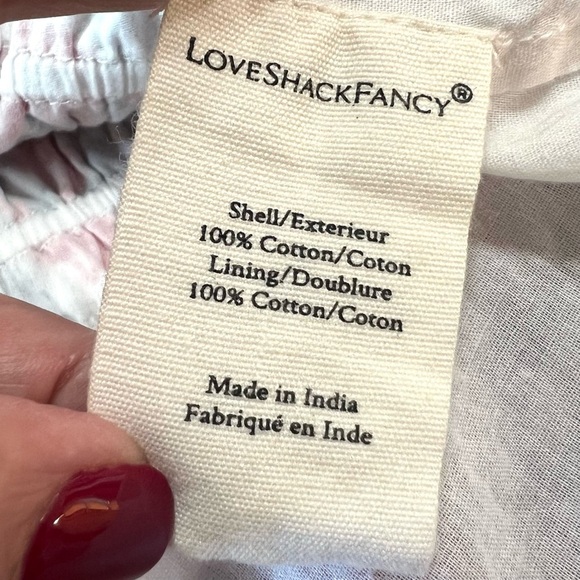 LOVESHACKFANCY®
Shell/Exterieur
100% Cotton/Coton
Lining/Doublure
100% Cotton/Coton
Made in India
Fabriqué en Inde